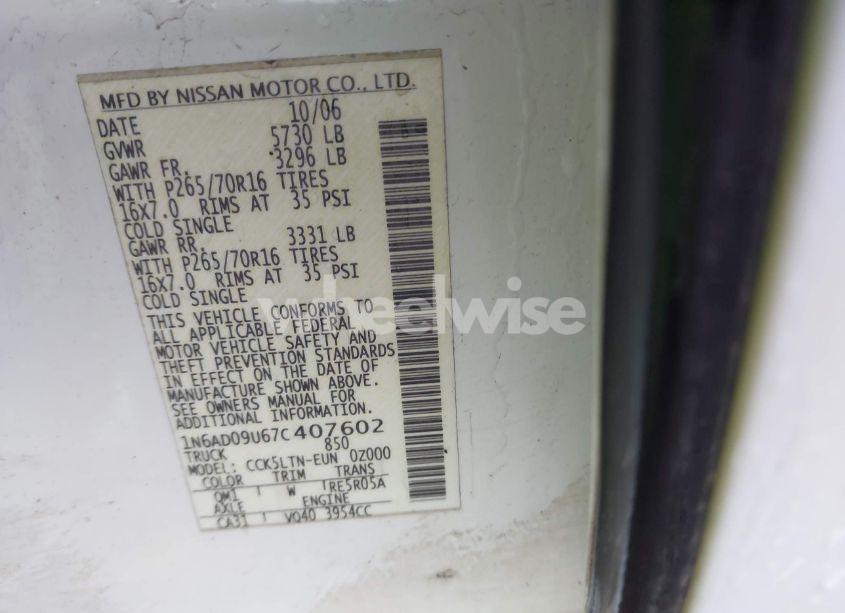 MFD BY NISSAN MOTOR CO., LTD.
DATE 10/06
GVWR 5730 LB
GAWR FR. 3296 LB
WITH P265/70R16 TIRES
16X7.0 RIMS AT 35 PSI
COLD SINGLE
GAWR RR. 3331 LB
WITH P265/70R16 TIRES
16X7.0 RIMS AT 35 PSI
COLD SINGLE
THIS VEHICLE CONFORMS TO
ALL APPLICABLE FEDERAL
MOTOR VEHICLE SAFETY AND
THEFT PREVENTION STANDARDS
IN EFFECT ON THE DATE OF
MANUFACTURE SHOWN ABOVE.
SEE OWNERS MANUAL FOR
ADDITIONAL INFORMATION.
1N6AD09U67C407602
TRUCK 850
MODEL: CCK5LTN-EUN 0Z000
COLOR TRIM TRANS
QM1 W RE5R05A
AXLE ENGINE
CA31 VQ40 3954CC
wheelwise